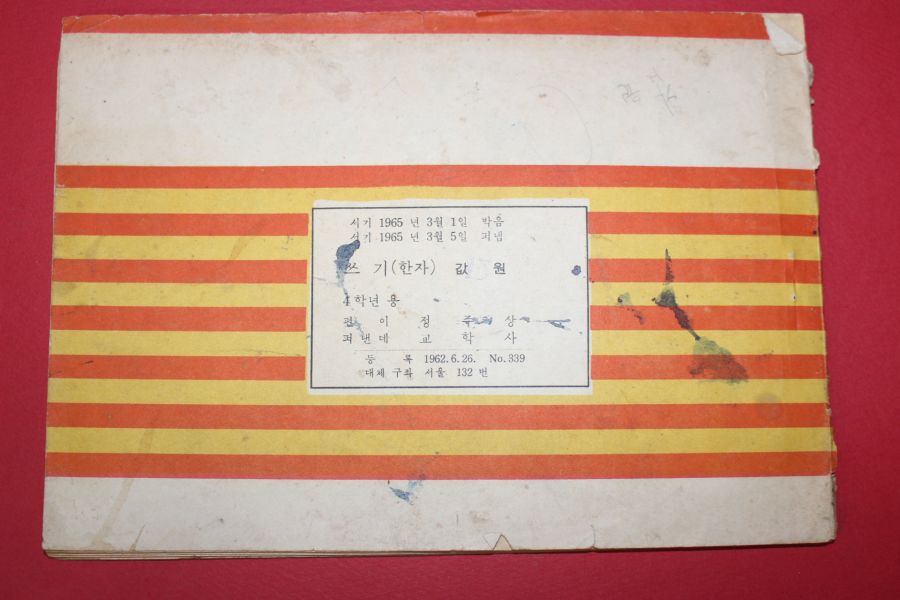 서기 1965 년 3월 1일 박음
서기 1965 년 3월 5일 펴냄
쓰 기(한자) 값 원
4학년 용
이 정 주 상
펴낸데 교 학 사
등 록 1962.6.26. No.339
대체 구좌 서울 132 번